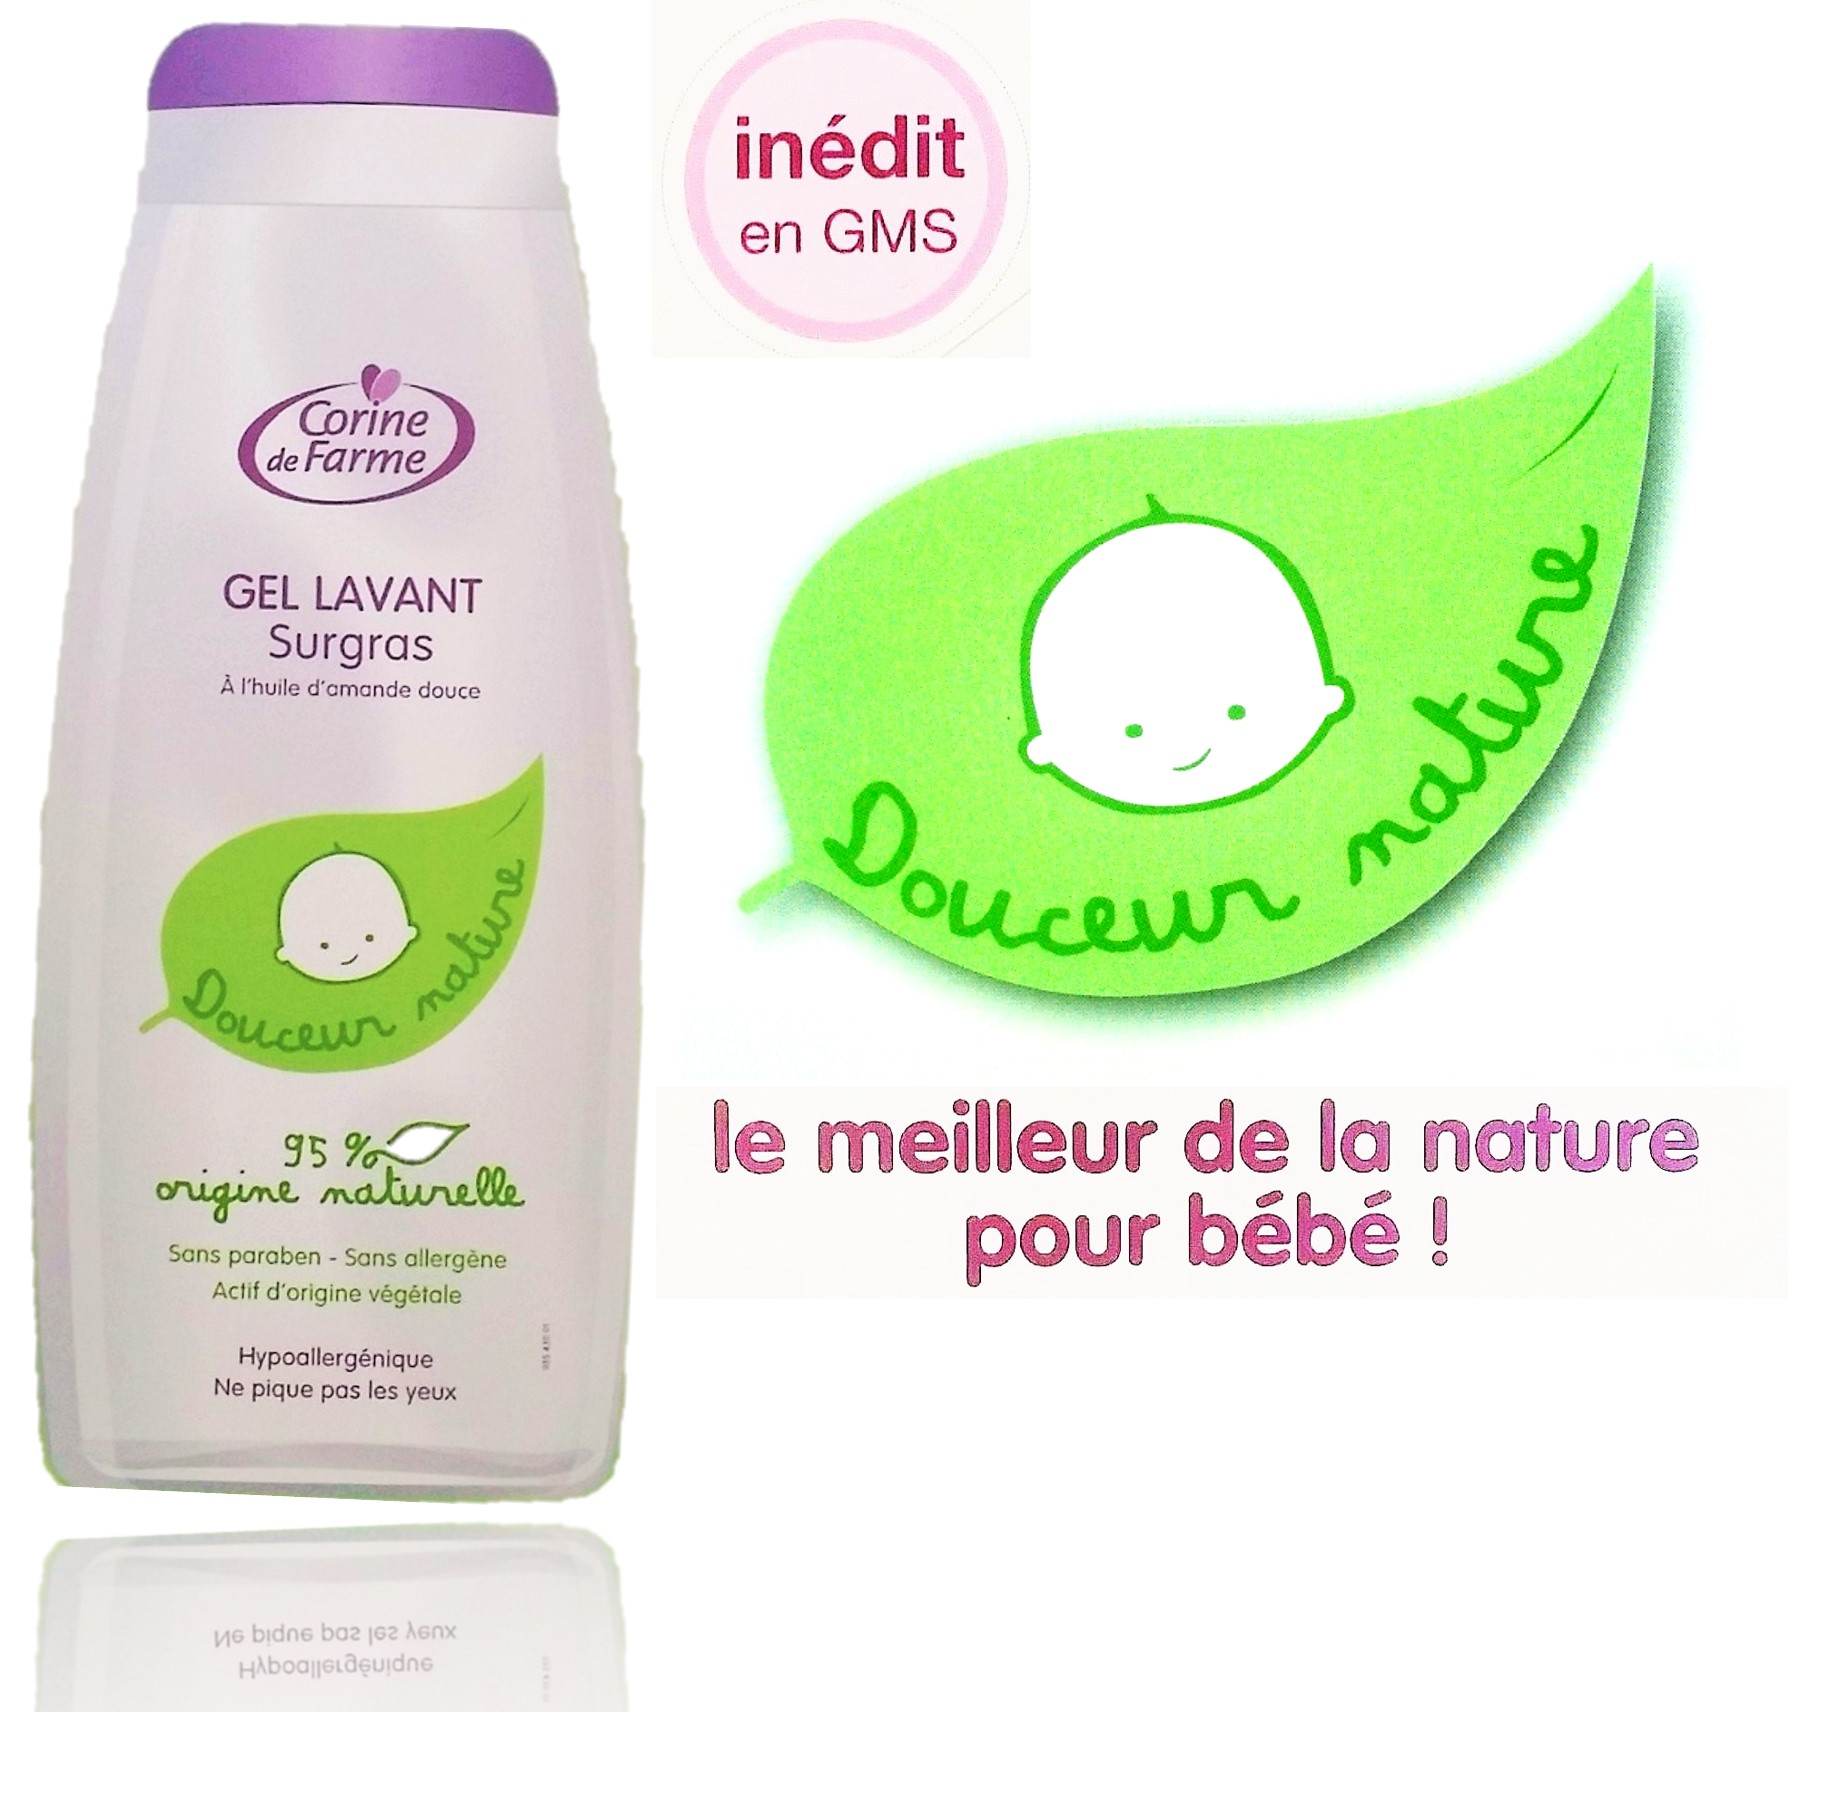 Corine
de Farme
GEL LAVANT
Surgras
À l'huile d'amande douce
Douceur nature
95 %
origine naturelle
Sans paraben - Sans allergène
Actif d'origine végétale
Hypoallergénique
Ne pique pas les yeux
inédit
en GMS
Douceur nature
le meilleur de la nature
pour bébé !
Ne pique pas les yeux
Hypoallergénique